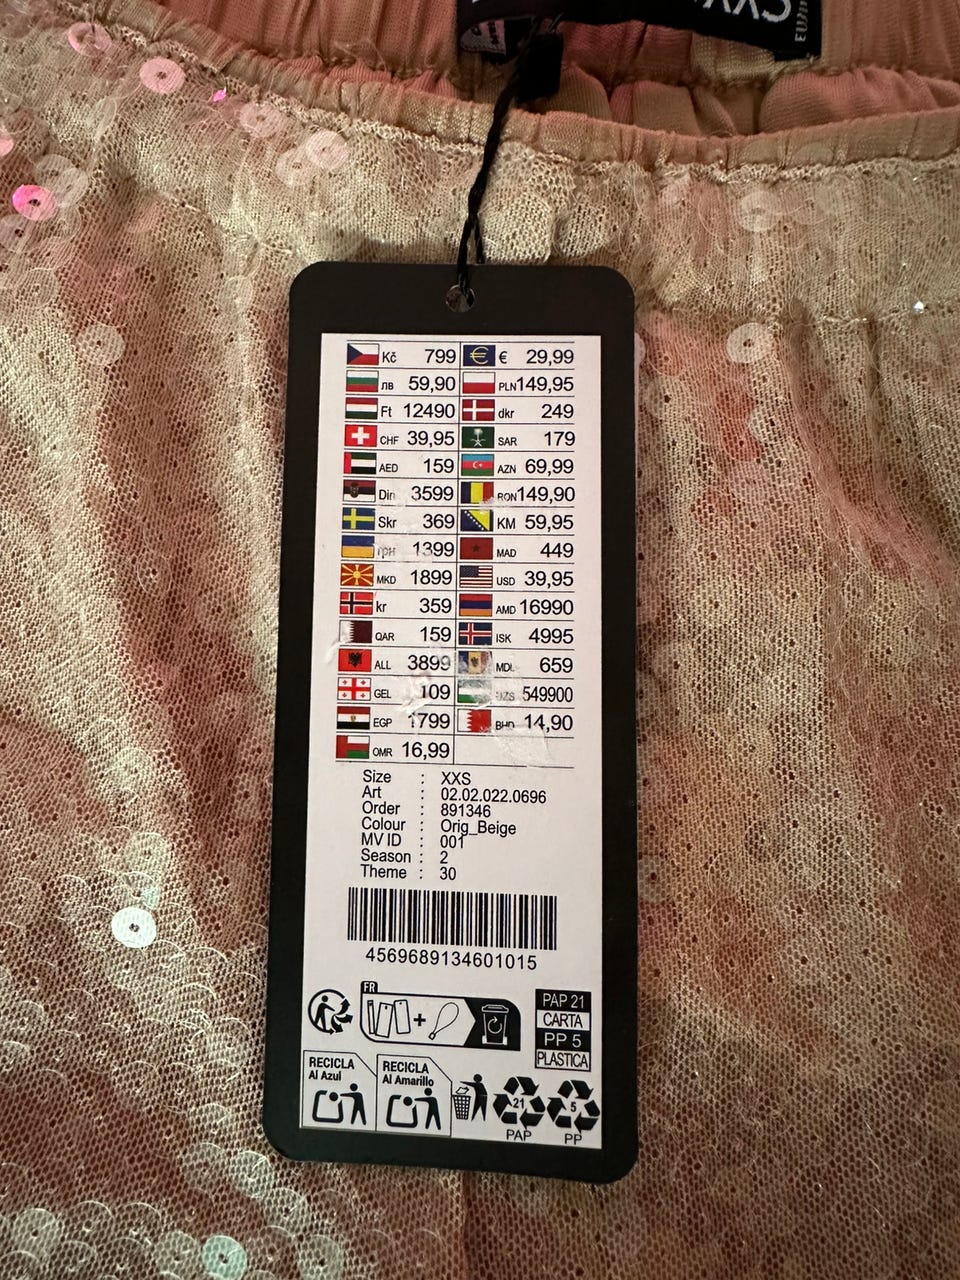 Kč 799 € 29,99
лв 59,90 PLN 149,95
Ft 12490 dkr 249
CHF 39,95 SAR 179
AED 159 AZN 69,99
Din 3599 RON 149,90
Skr 369 KM 59,95
грн 1399 MAD 449
MKD 1899 USD 39,95
kr 359 AMD 16990
QAR 159 ISK 4995
ALL 3899 MDL 659
GEL 109 UZS 549900
EGP 1799 BHD 14,90
OMR 16,99
Size : XXS
Art : 02.02.022.0696
Order : 891346
Colour : Orig_Beige
MV ID : 001
Season : 2
Theme : 30
4569689134601015
FR
+
PAP 21
CARTA
PP 5
PLASTICA
RECICLA
Al Azul
RECICLA
Al Amarillo
21
PAP
5
PP